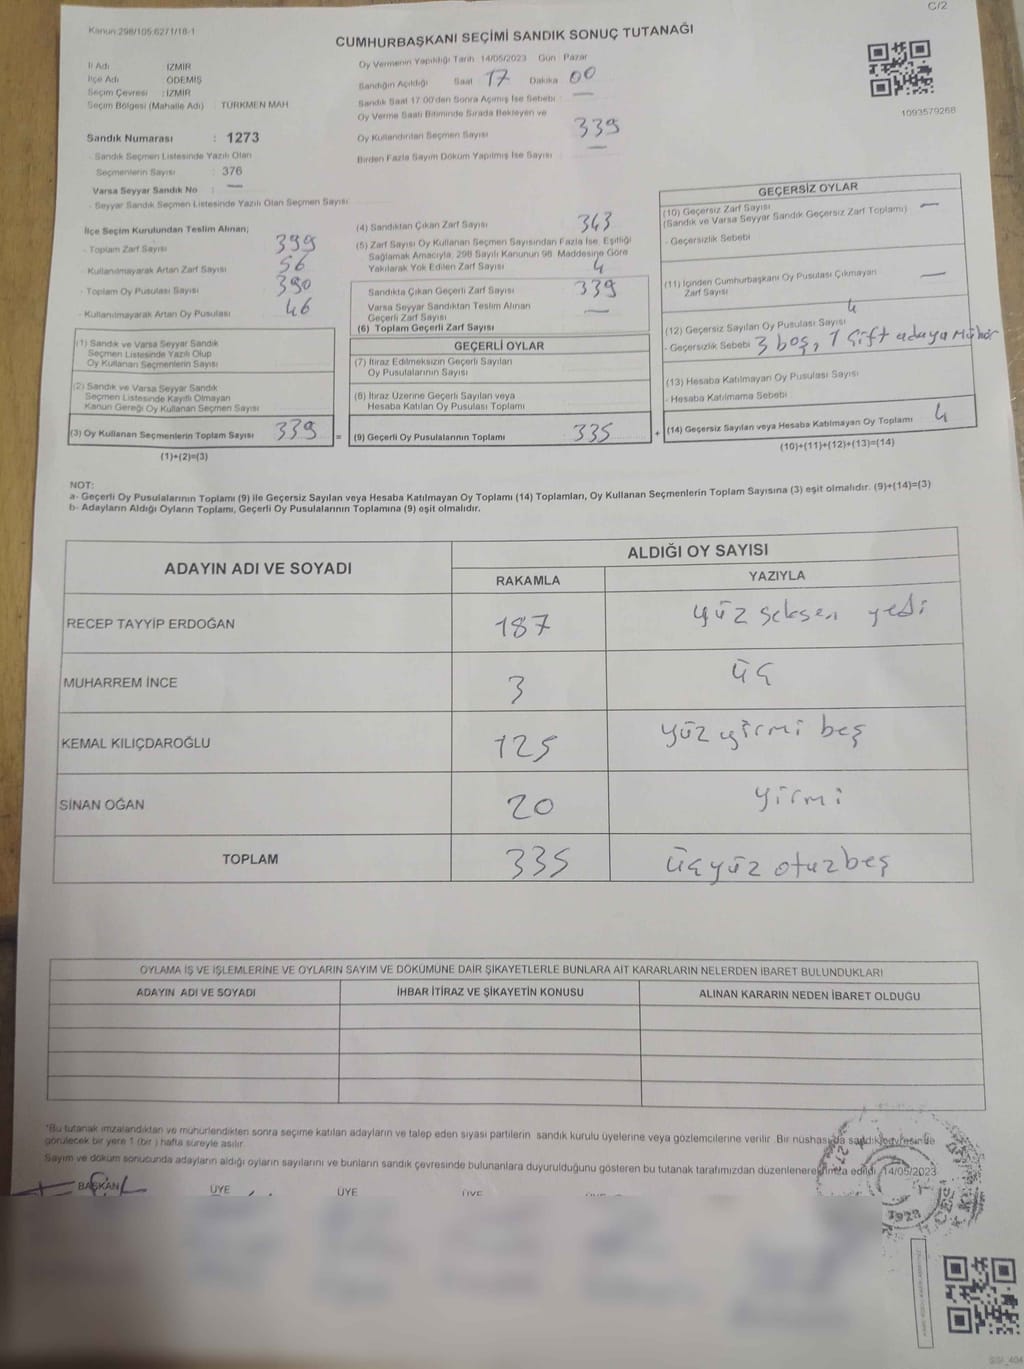 C/2
Kanun 298/105:6271/18-1
CUMHURBAŞKANI SEÇİMİ SANDIK SONUÇ TUTANAĞI
İl Adı İZMİR
İlçe Adı ÖDEMİŞ
Seçim Çevresi : İZMİR
Seçim Bölgesi (Mahalle Adı) : TÜRKMEN MAH
Sandık Numarası : 1273
- Sandık Seçmen Listesinde Yazılı Olan
Seçmenlerin Sayısı : 376
Varsa Seyyar Sandık No : —
- Seyyar Sandık Seçmen Listesinde Yazılı Olan Seçmen Sayısı
Oy Vermenin Yapıldığı Tarih 14/05/2023 Gün Pazar
Sandığın Açıldığı Saat 17 Dakika 00
Sandık Saat 17.00'den Sonra Açılmış İse Sebebi : —
Oy Verme Saati Bitiminde Sırada Bekleyen ve
Oy Kullandırılan Seçmen Sayısı 339
Birden Fazla Sayım Döküm Yapılmış İse Sayısı —
1093579268
İlçe Seçim Kurulundan Teslim Alınan;
- Toplam Zarf Sayısı 399
- Kullanılmayarak Artan Zarf Sayısı 56
- Toplam Oy Pusulası Sayısı 390
- Kullanılmayarak Artan Oy Pusulası 46
(1) Sandık ve Varsa Seyyar Sandık
Seçmen Listesinde Yazılı Olup
Oy Kullanan Seçmenlerin Sayısı
(2) Sandık ve Varsa Seyyar Sandık
Seçmen Listesinde Kayıtlı Olmayan
Kanun Gereği Oy Kullanan Seçmen Sayısı
(3) Oy Kullanan Seçmenlerin Toplam Sayısı 339 =
(1)+(2)=(3)
(4) Sandıktan Çıkan Zarf Sayısı 343
(5) Zarf Sayısı Oy Kullanan Seçmen Sayısından Fazla İse, Eşitliği
Sağlamak Amacıyla, 298 Sayılı Kanunun 98. Maddesine Göre
Yakılarak Yok Edilen Zarf Sayısı 4
Sandıkta Çıkan Geçerli Zarf Sayısı 339
Varsa Seyyar Sandıktan Teslim Alınan
Geçerli Zarf Sayısı —
(6) Toplam Geçerli Zarf Sayısı
GEÇERLİ OYLAR
(7) İtiraz Edilmeksizin Geçerli Sayılan
Oy Pusulalarının Sayısı
(8) İtiraz Üzerine Geçerli Sayılan veya
Hesaba Katılan Oy Pusulası Toplamı
(9) Geçerli Oy Pusulalarının Toplamı 335 +
GEÇERSİZ OYLAR
(10) Geçersiz Zarf Sayısı —
(Sandık ve Varsa Seyyar Sandık Geçersiz Zarf Toplamı)
- Geçersizlik Sebebi
(11) İçinden Cumhurbaşkanı Oy Pusulası Çıkmayan
Zarf Sayısı —
(12) Geçersiz Sayılan Oy Pusulası Sayısı 4
- Geçersizlik Sebebi 3 boş, 1 çift adaya Mühür
(13) Hesaba Katılmayan Oy Pusulası Sayısı
- Hesaba Katılmama Sebebi
(14) Geçersiz Sayılan veya Hesaba Katılmayan Oy Toplamı 4
(10)+(11)+(12)+(13)=(14)
NOT:
a- Geçerli Oy Pusulalarının Toplamı (9) ile Geçersiz Sayılan veya Hesaba Katılmayan Oy Toplamı (14) Toplamları, Oy Kullanan Seçmenlerin Toplam Sayısına (3) eşit olmalıdır. (9)+(14)=(3)
b- Adayların Aldığı Oyların Toplamı, Geçerli Oy Pusulalarının Toplamına (9) eşit olmalıdır.
ADAYIN ADI VE SOYADI ALDIĞI OY SAYISI
RAKAMLA YAZIYLA
RECEP TAYYİP ERDOĞAN 187 yüz seksen yedi
MUHARREM İNCE 3 üç
KEMAL KILIÇDAROĞLU 125 yüz yirmi beş
SİNAN OĞAN 20 yirmi
TOPLAM 335 üçyüz otuzbeş
OYLAMA İŞ VE İŞLEMLERİNE VE OYLARIN SAYIM VE DÖKÜMÜNE DAİR ŞİKAYETLERLE BUNLARA AİT KARARLARIN NELERDEN İBARET BULUNDUKLARI
ADAYIN ADI VE SOYADI İHBAR İTİRAZ VE ŞİKAYETİN KONUSU ALINAN KARARIN NEDEN İBARET OLDUĞU
*Bu tutanak imzalandıktan ve mühürlendikten sonra seçime katılan adayların ve talep eden siyasi partilerin sandık kurulu üyelerine veya gözlemcilerine verilir. Bir nüshası da sandık çevresinde
görülecek bir yere 1 (bir) hafta süreyle asılır.
Sayım ve döküm sonucunda adayların aldığı oyların sayılarını ve bunların sandık çevresinde bulunanlara duyurulduğunu gösteren bu tutanak tarafımızdan düzenlenerek imza edildi. 14/05/2023
BAŞKAN ÜYE ÜYE ÜYE
1923